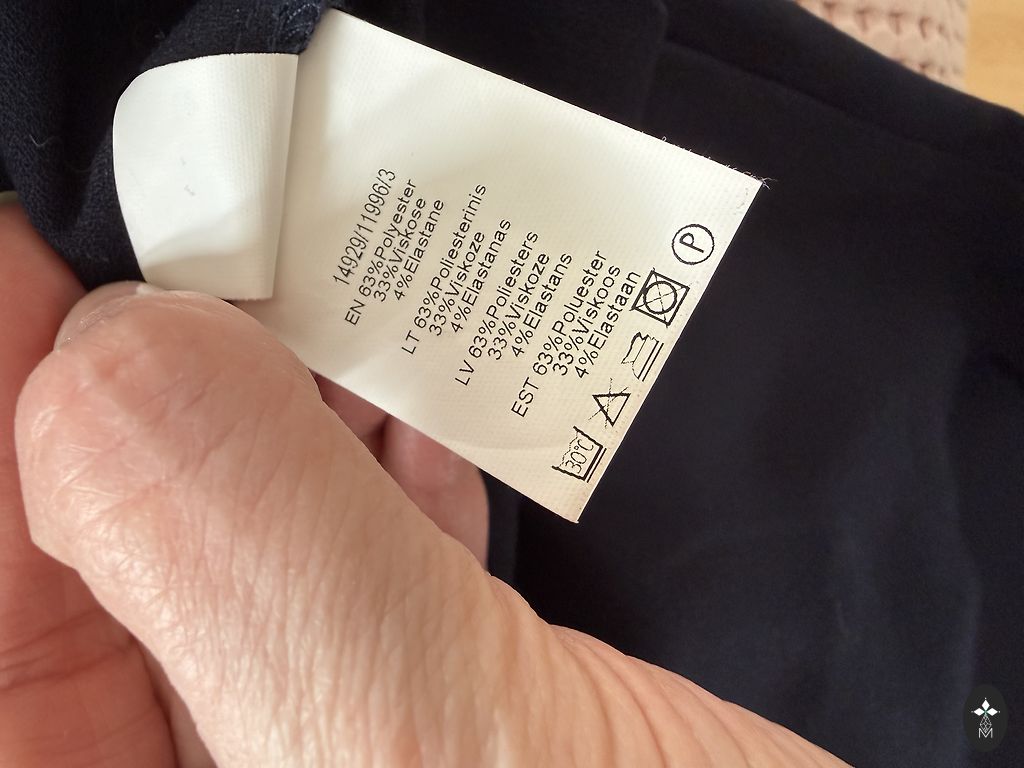 14929/11996/3
EN 63%Polyester
33%Viskose
4%Elastane
LT 63%Poliesterinis
33%Viskoze
4%Elastanas
LV 63%Poliesters
33%Viskoze
4%Elastans
EST 63%Poluester
33%Viskoos
4%Elastaan
30°C
P
M